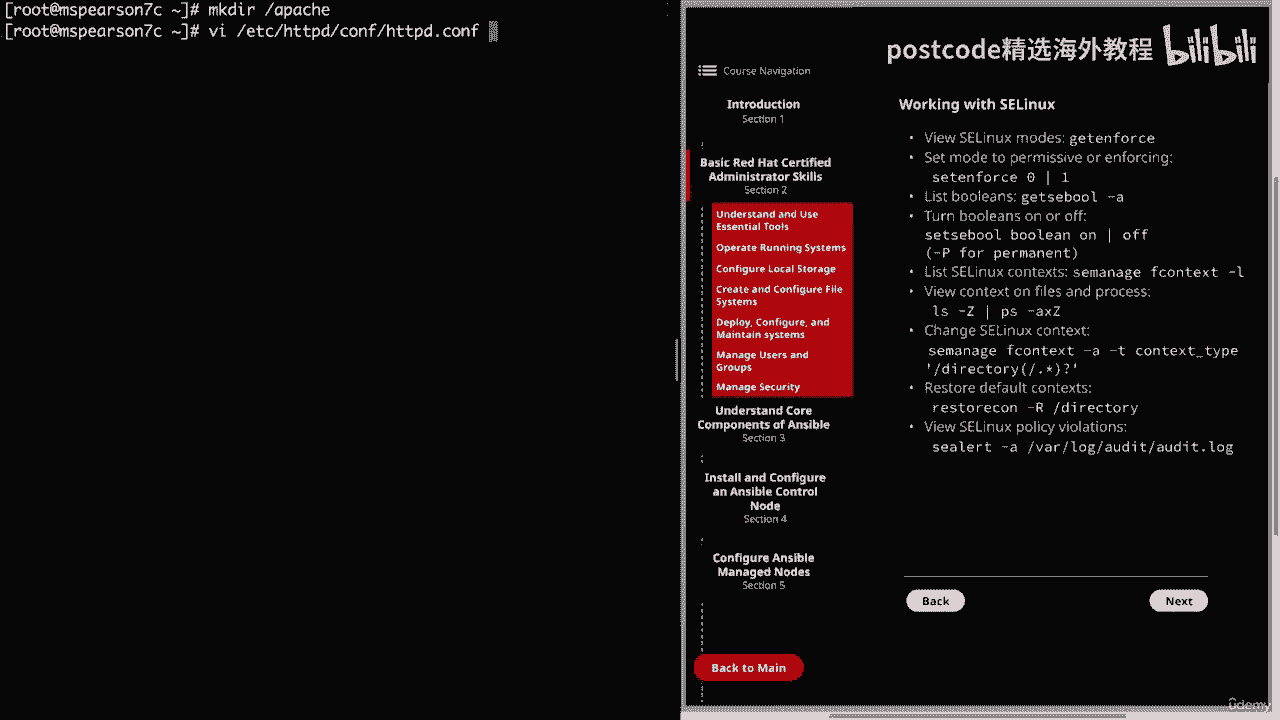 [root@mspearson7c ~]# mkdir /apache
[root@mspearson7c ~]# vi /etc/httpd/conf/httpd.conf
postcode精选海外教程 bilibili
Course Navigation
Introduction
Section 1
Basic Red Hat Certified
Administrator Skills
Section 2
Understand and Use
Essential Tools
Operate Running Systems
Configure Local Storage
Create and Configure File
Systems
Deploy, Configure, and
Maintain systems
Manage Users and
Groups
Manage Security
Understand Core
Components of Ansible
Section 3
Install and Configure
an Ansible Control
Node
Section 4
Configure Ansible
Managed Nodes
Section 5
Back to Main
Working with SELinux
• View SELinux modes: getenforce
• Set mode to permissive or enforcing:
setenforce 0 | 1
• List booleans: getsebool -a
• Turn booleans on or off:
setsebool boolean on | off
(-P for permanent)
• List SELinux contexts: semanage fcontext -l
• View context on files and process:
ls -Z | ps -axZ
• Change SELinux context:
semanage fcontext -a -t context_type
'/directory(/.*)?'
• Restore default contexts:
restorecon -R /directory
• View SELinux policy violations:
sealert -a /var/log/audit/audit.log
Back
Next
ûdemy